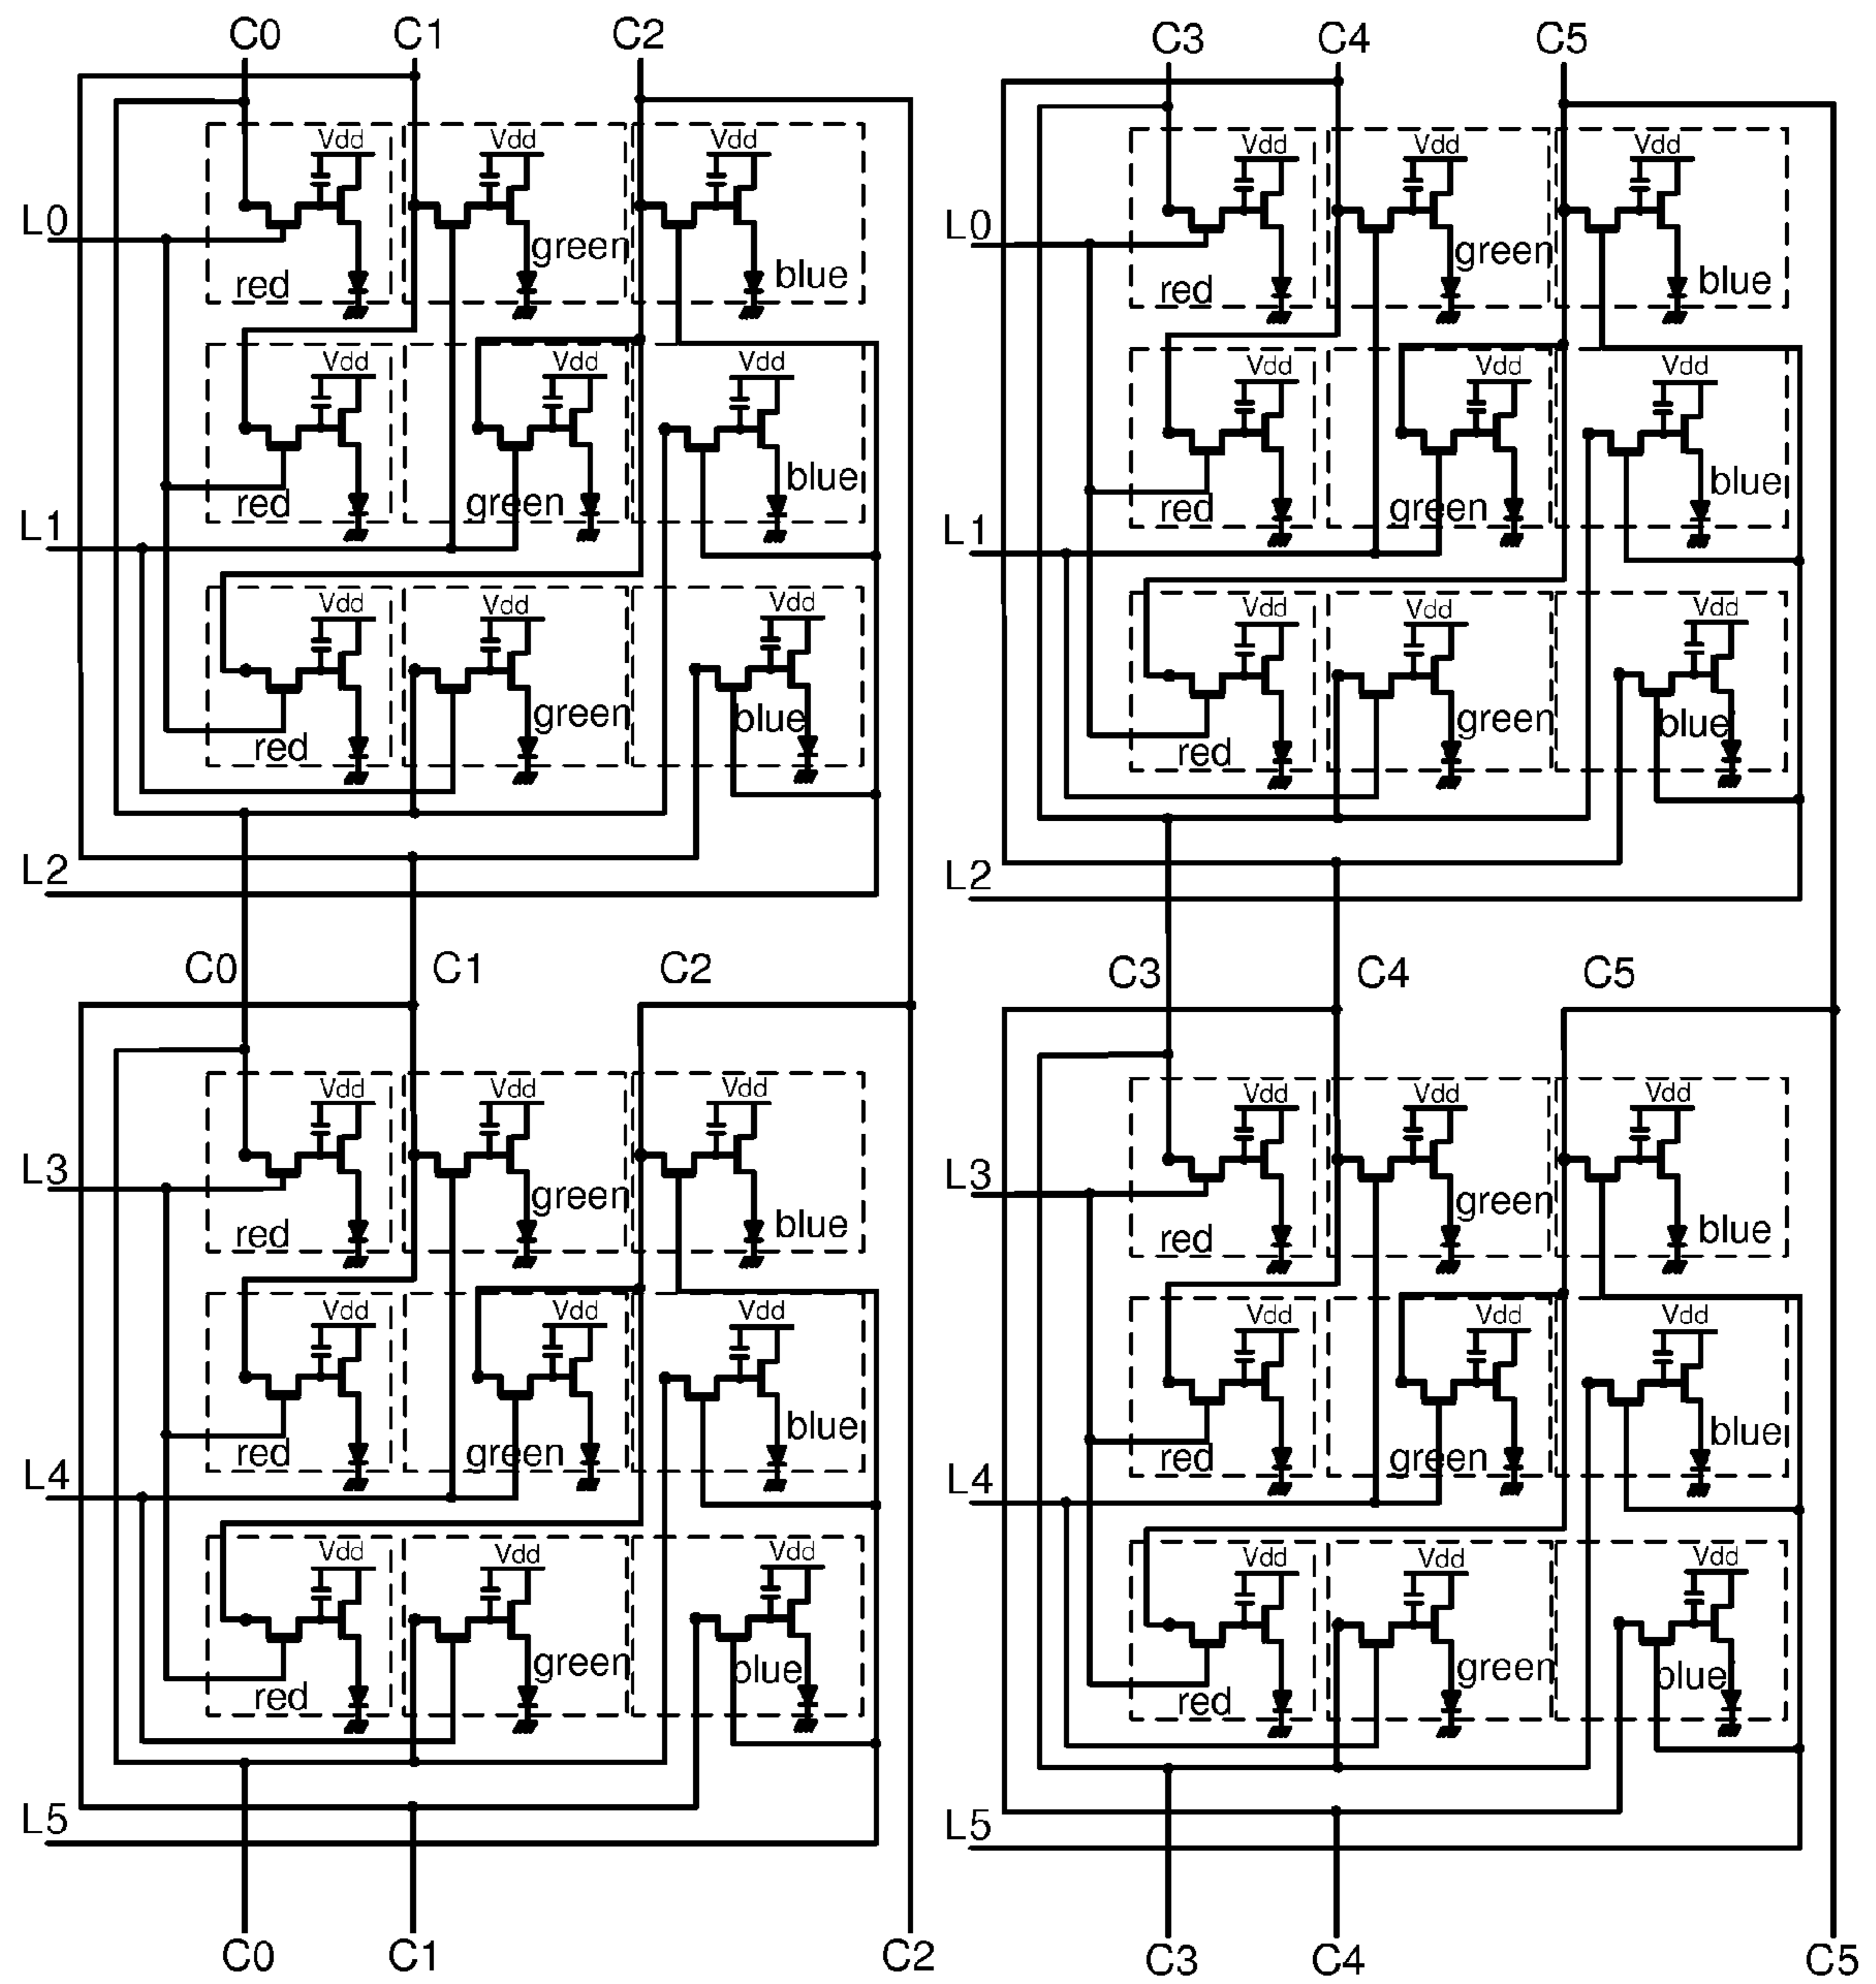 C0 C1 C2 C3 C4 C5
Vdd Vdd Vdd Vdd Vdd Vdd
L0 L0
green green
red blue red blue
Vdd Vdd Vdd Vdd Vdd Vdd
blue blue
red green red green
L1 L1
Vdd Vdd Vdd Vdd Vdd Vdd
green blue green blue
red red
L2 L2
C0 C1 C2 C3 C4 C5
Vdd Vdd Vdd Vdd Vdd Vdd
L3 L3
green green
red blue red blue
Vdd Vdd Vdd Vdd Vdd Vdd
blue blue
red green red green
L4 L4
Vdd Vdd Vdd Vdd Vdd Vdd
green blue green blue
red red
L5 L5
C0 C1 C2 C3 C4 C5